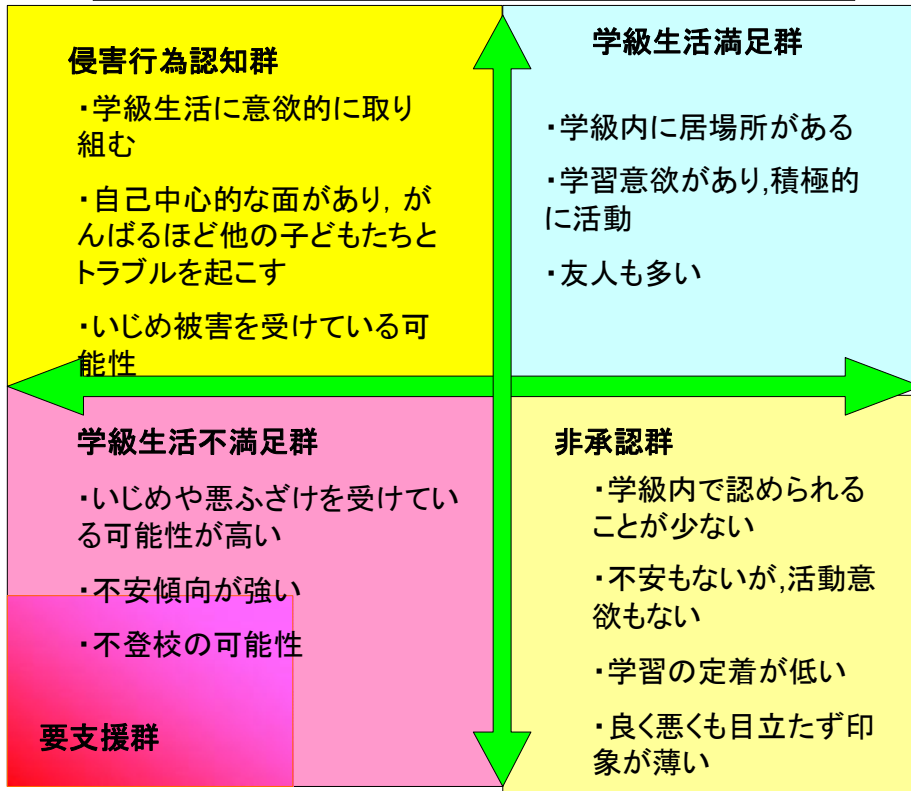 侵害行為認知群
・学級生活に意欲的に取り
組む
・自己中心的な面があり，が
んばるほど他の子どもたちと
トラブルを起こす
・いじめ被害を受けている可
能性
学級生活満足群
・学級内に居場所がある
・学習意欲があり,積極的
に活動
・友人も多い
学級生活不満足群
・いじめや悪ふざけを受けてい
る可能性が高い
・不安傾向が強い
・不登校の可能性
要支援群
非承認群
・学級内で認められる
ことが少ない
・不安もないが,活動意
欲もない
・学習の定着が低い
・良く悪くも目立たず印
象が薄い